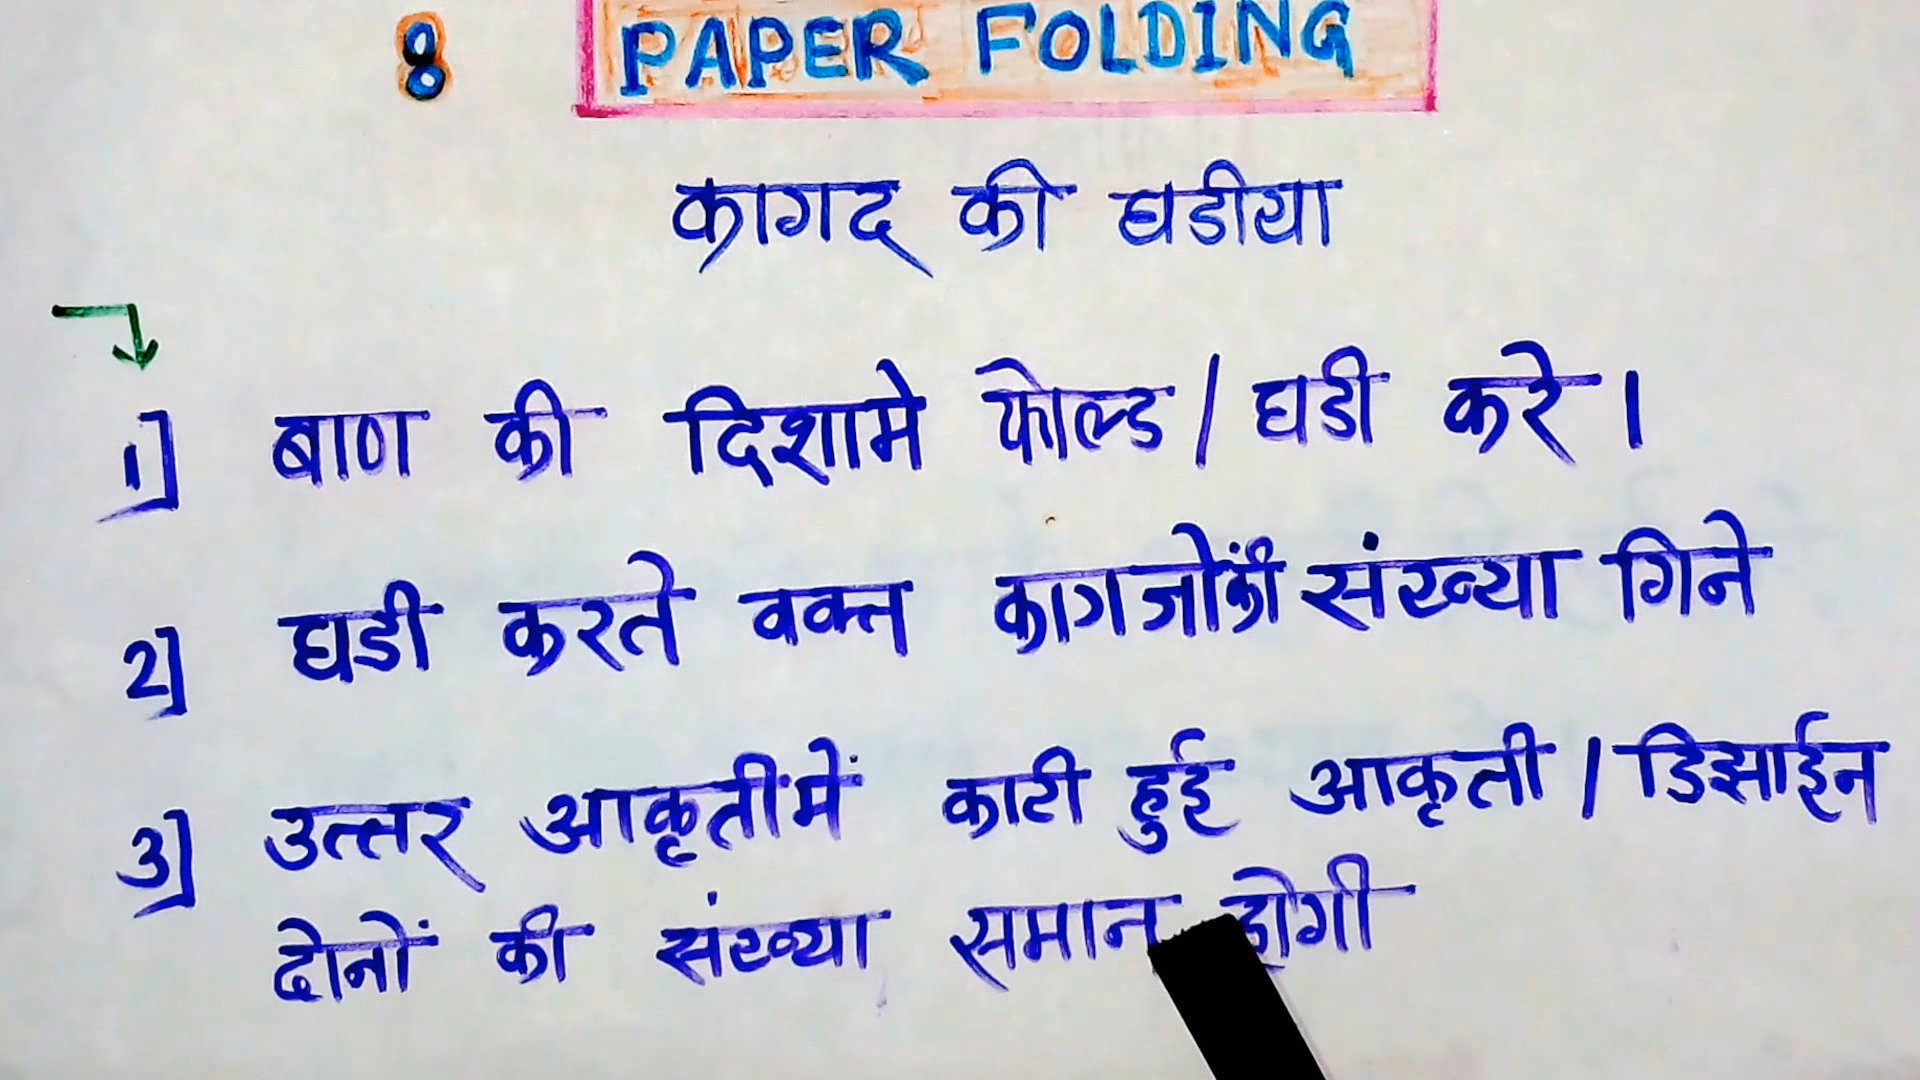 8 PAPER FOLDING
कागद की घडीया
1] बाण की दिशामे फोल्ड / घडी करे ।
2] घडी करते वक्त कागजोंकी संख्या गिने
3] उत्तर आकृतीमें काटी हुई आकृती / डिझाईन
दोनों की संख्या समान होगी